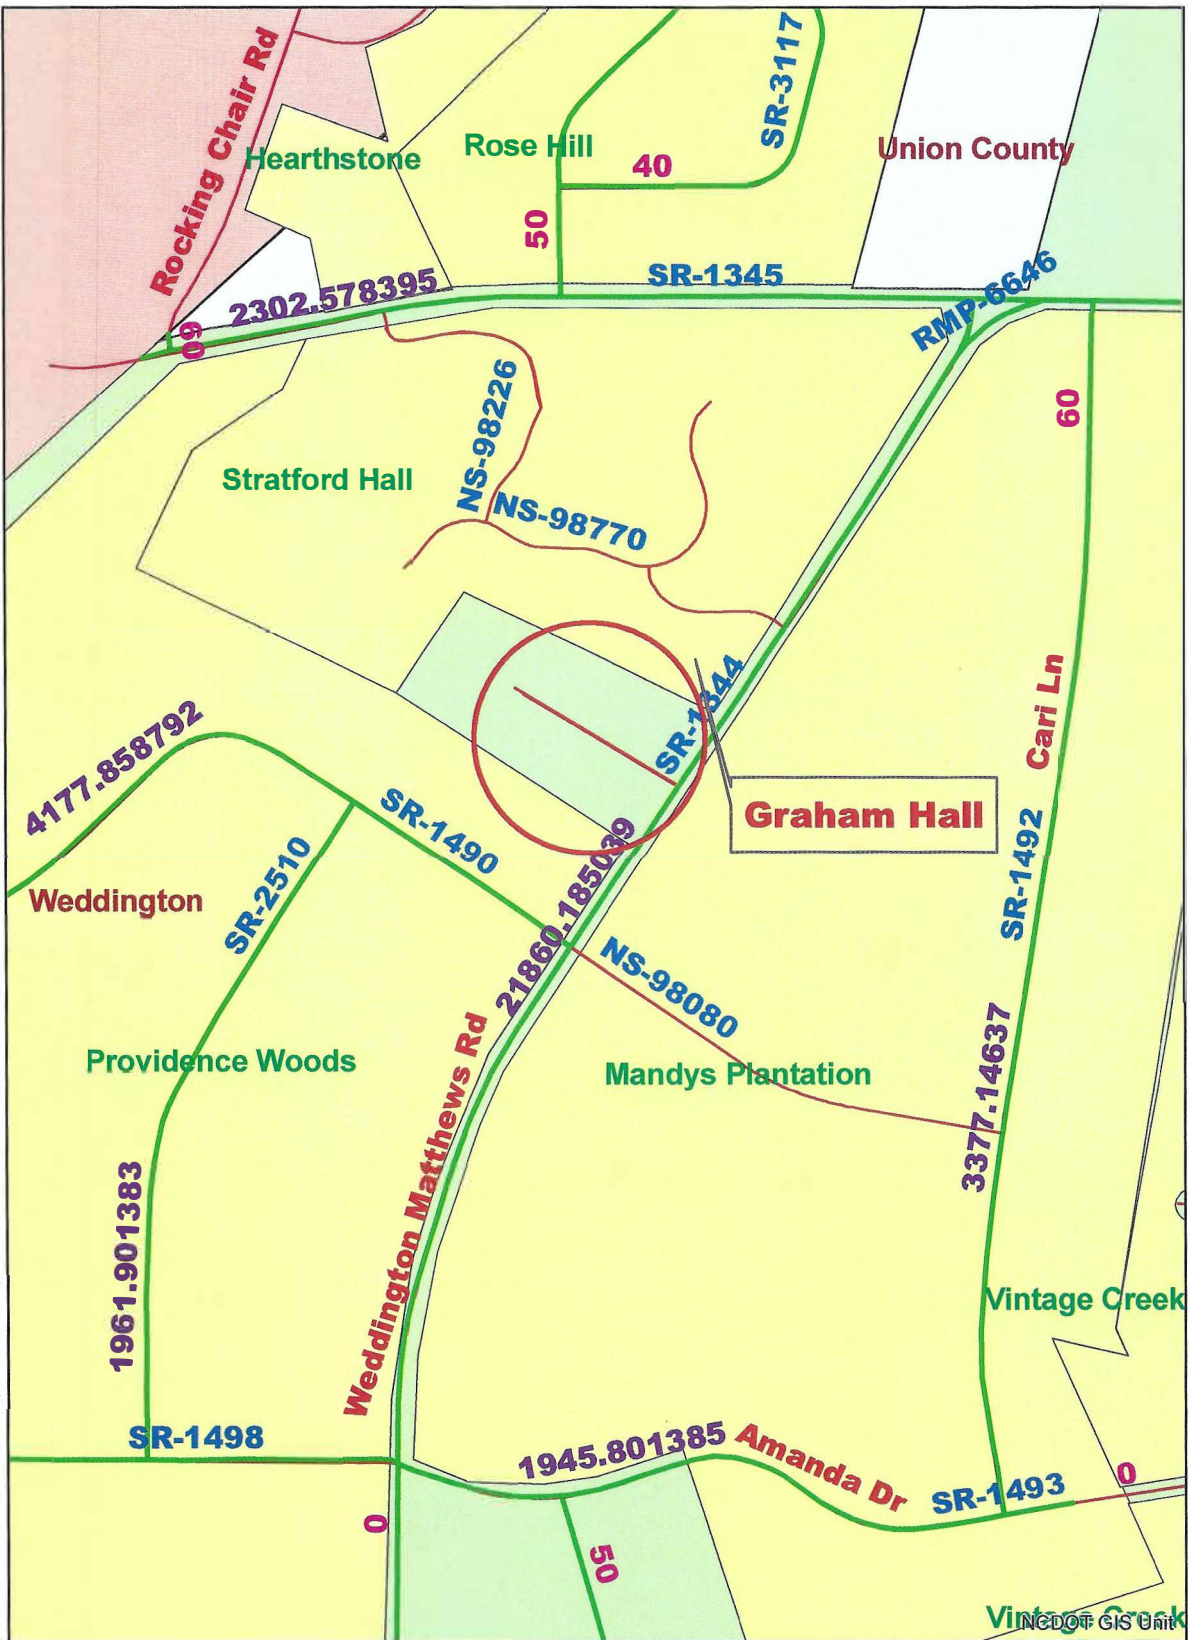 Rocking Chair Rd
SR-3117
Hearthstone
Rose Hill
Union County
40
50
SR-1345
2302.578395
RMP-6646
60
60
NS-98226
Stratford Hall
NS-98770
SR-1344
Cari Ln
4177.858792
SR-1490
Graham Hall
SR-2510
21860.185039
SR-1492
Weddington
NS-98080
Providence Woods
Mandys Plantation
3377.14637
Weddington Matthews Rd
1961.901383
Vintage Creek
SR-1498
1945.801385
Amanda Dr
SR-1493
0
0
50
Vintage Creek
NCDOT GIS Unit